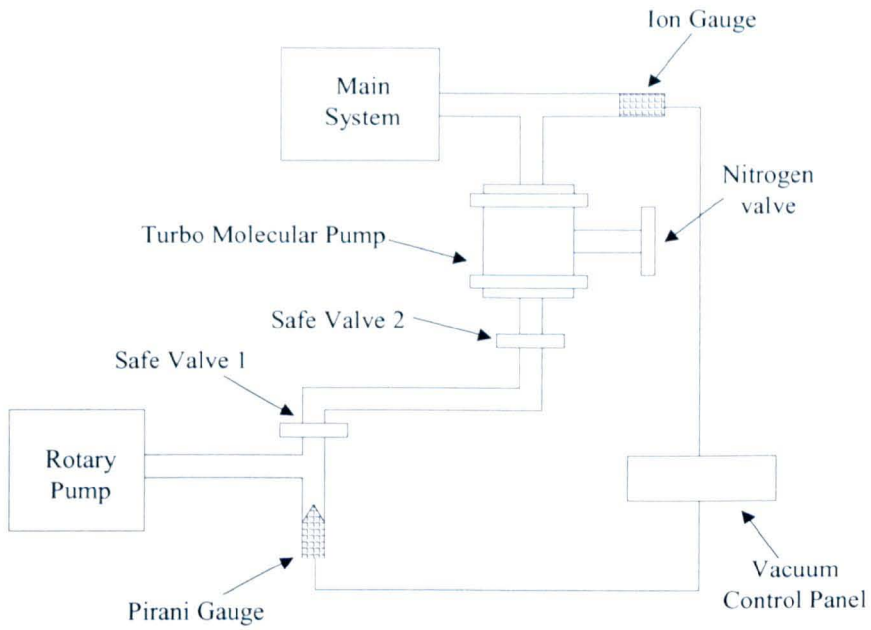 Ion Gauge
Main
System
Nitrogen
valve
Turbo Molecular Pump
Safe Valve 2
Safe Valve 1
Rotary
Pump
Vacuum
Control Panel
Pirani Gauge